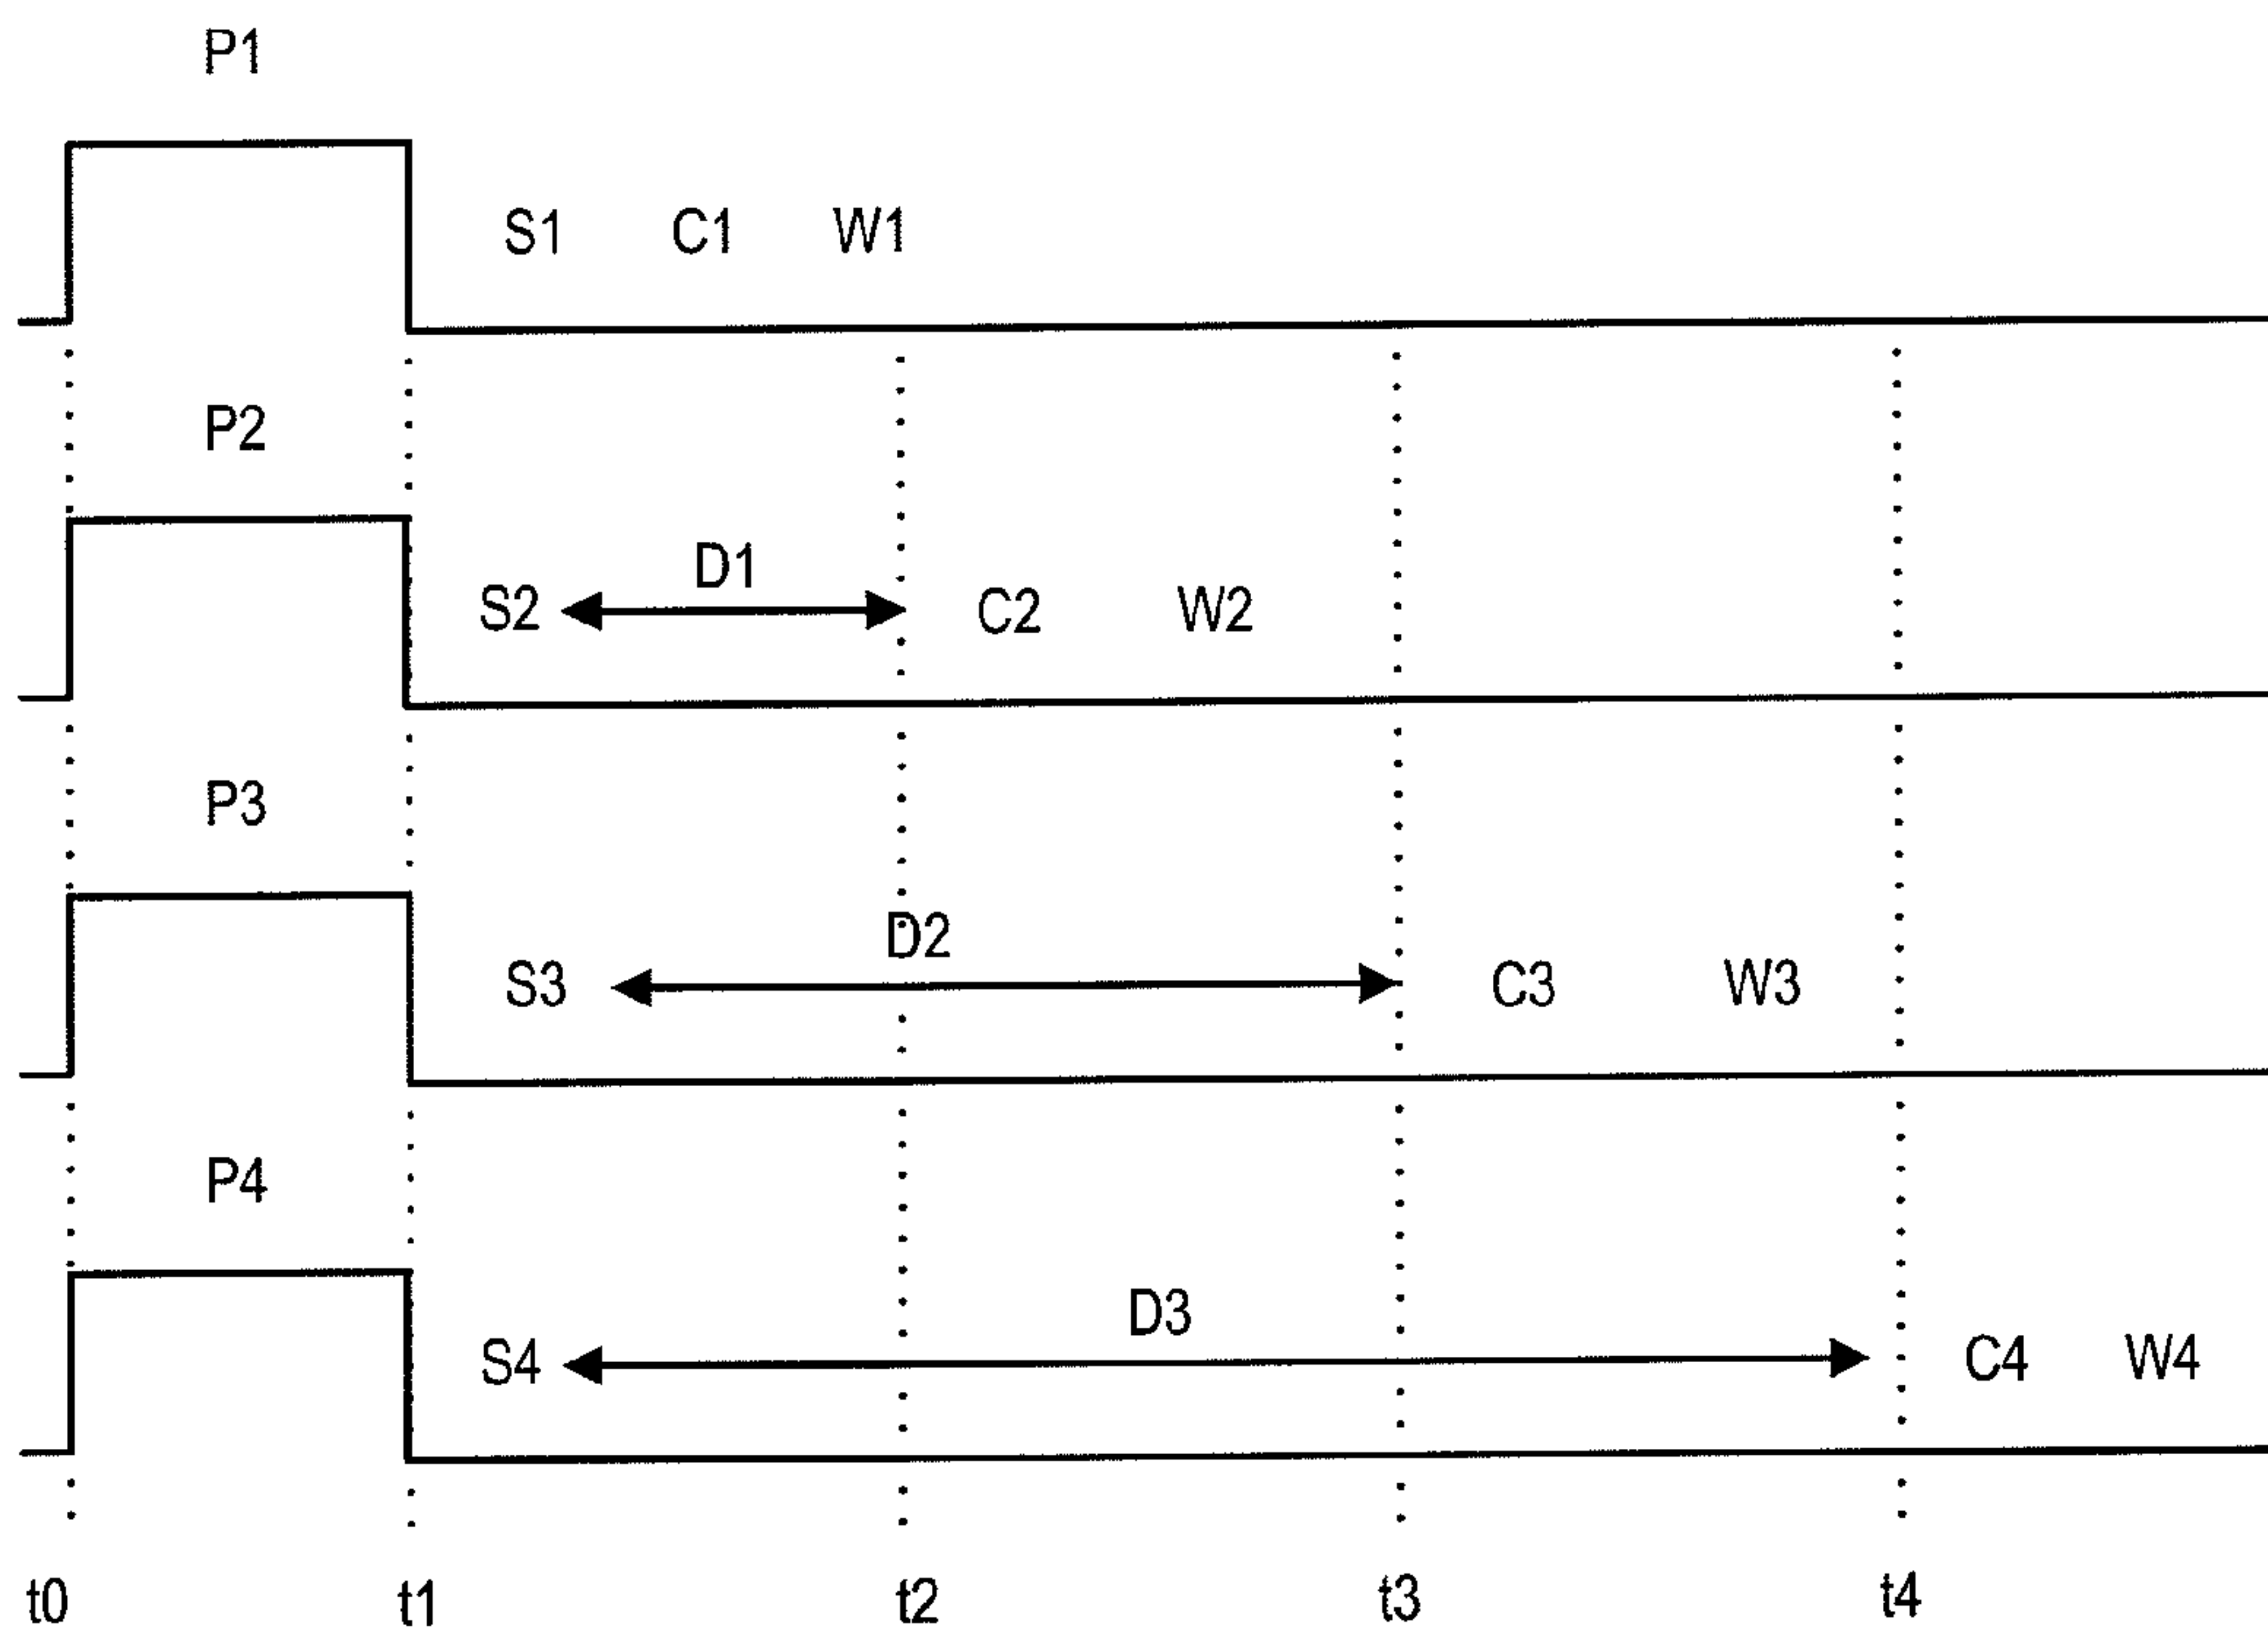 P1
S1 C1 W1
P2
D1
S2 C2 W2
P3
D2
S3 C3 W3
P4
D3
S4 C4 W4
t0 t1 t2 t3 t4